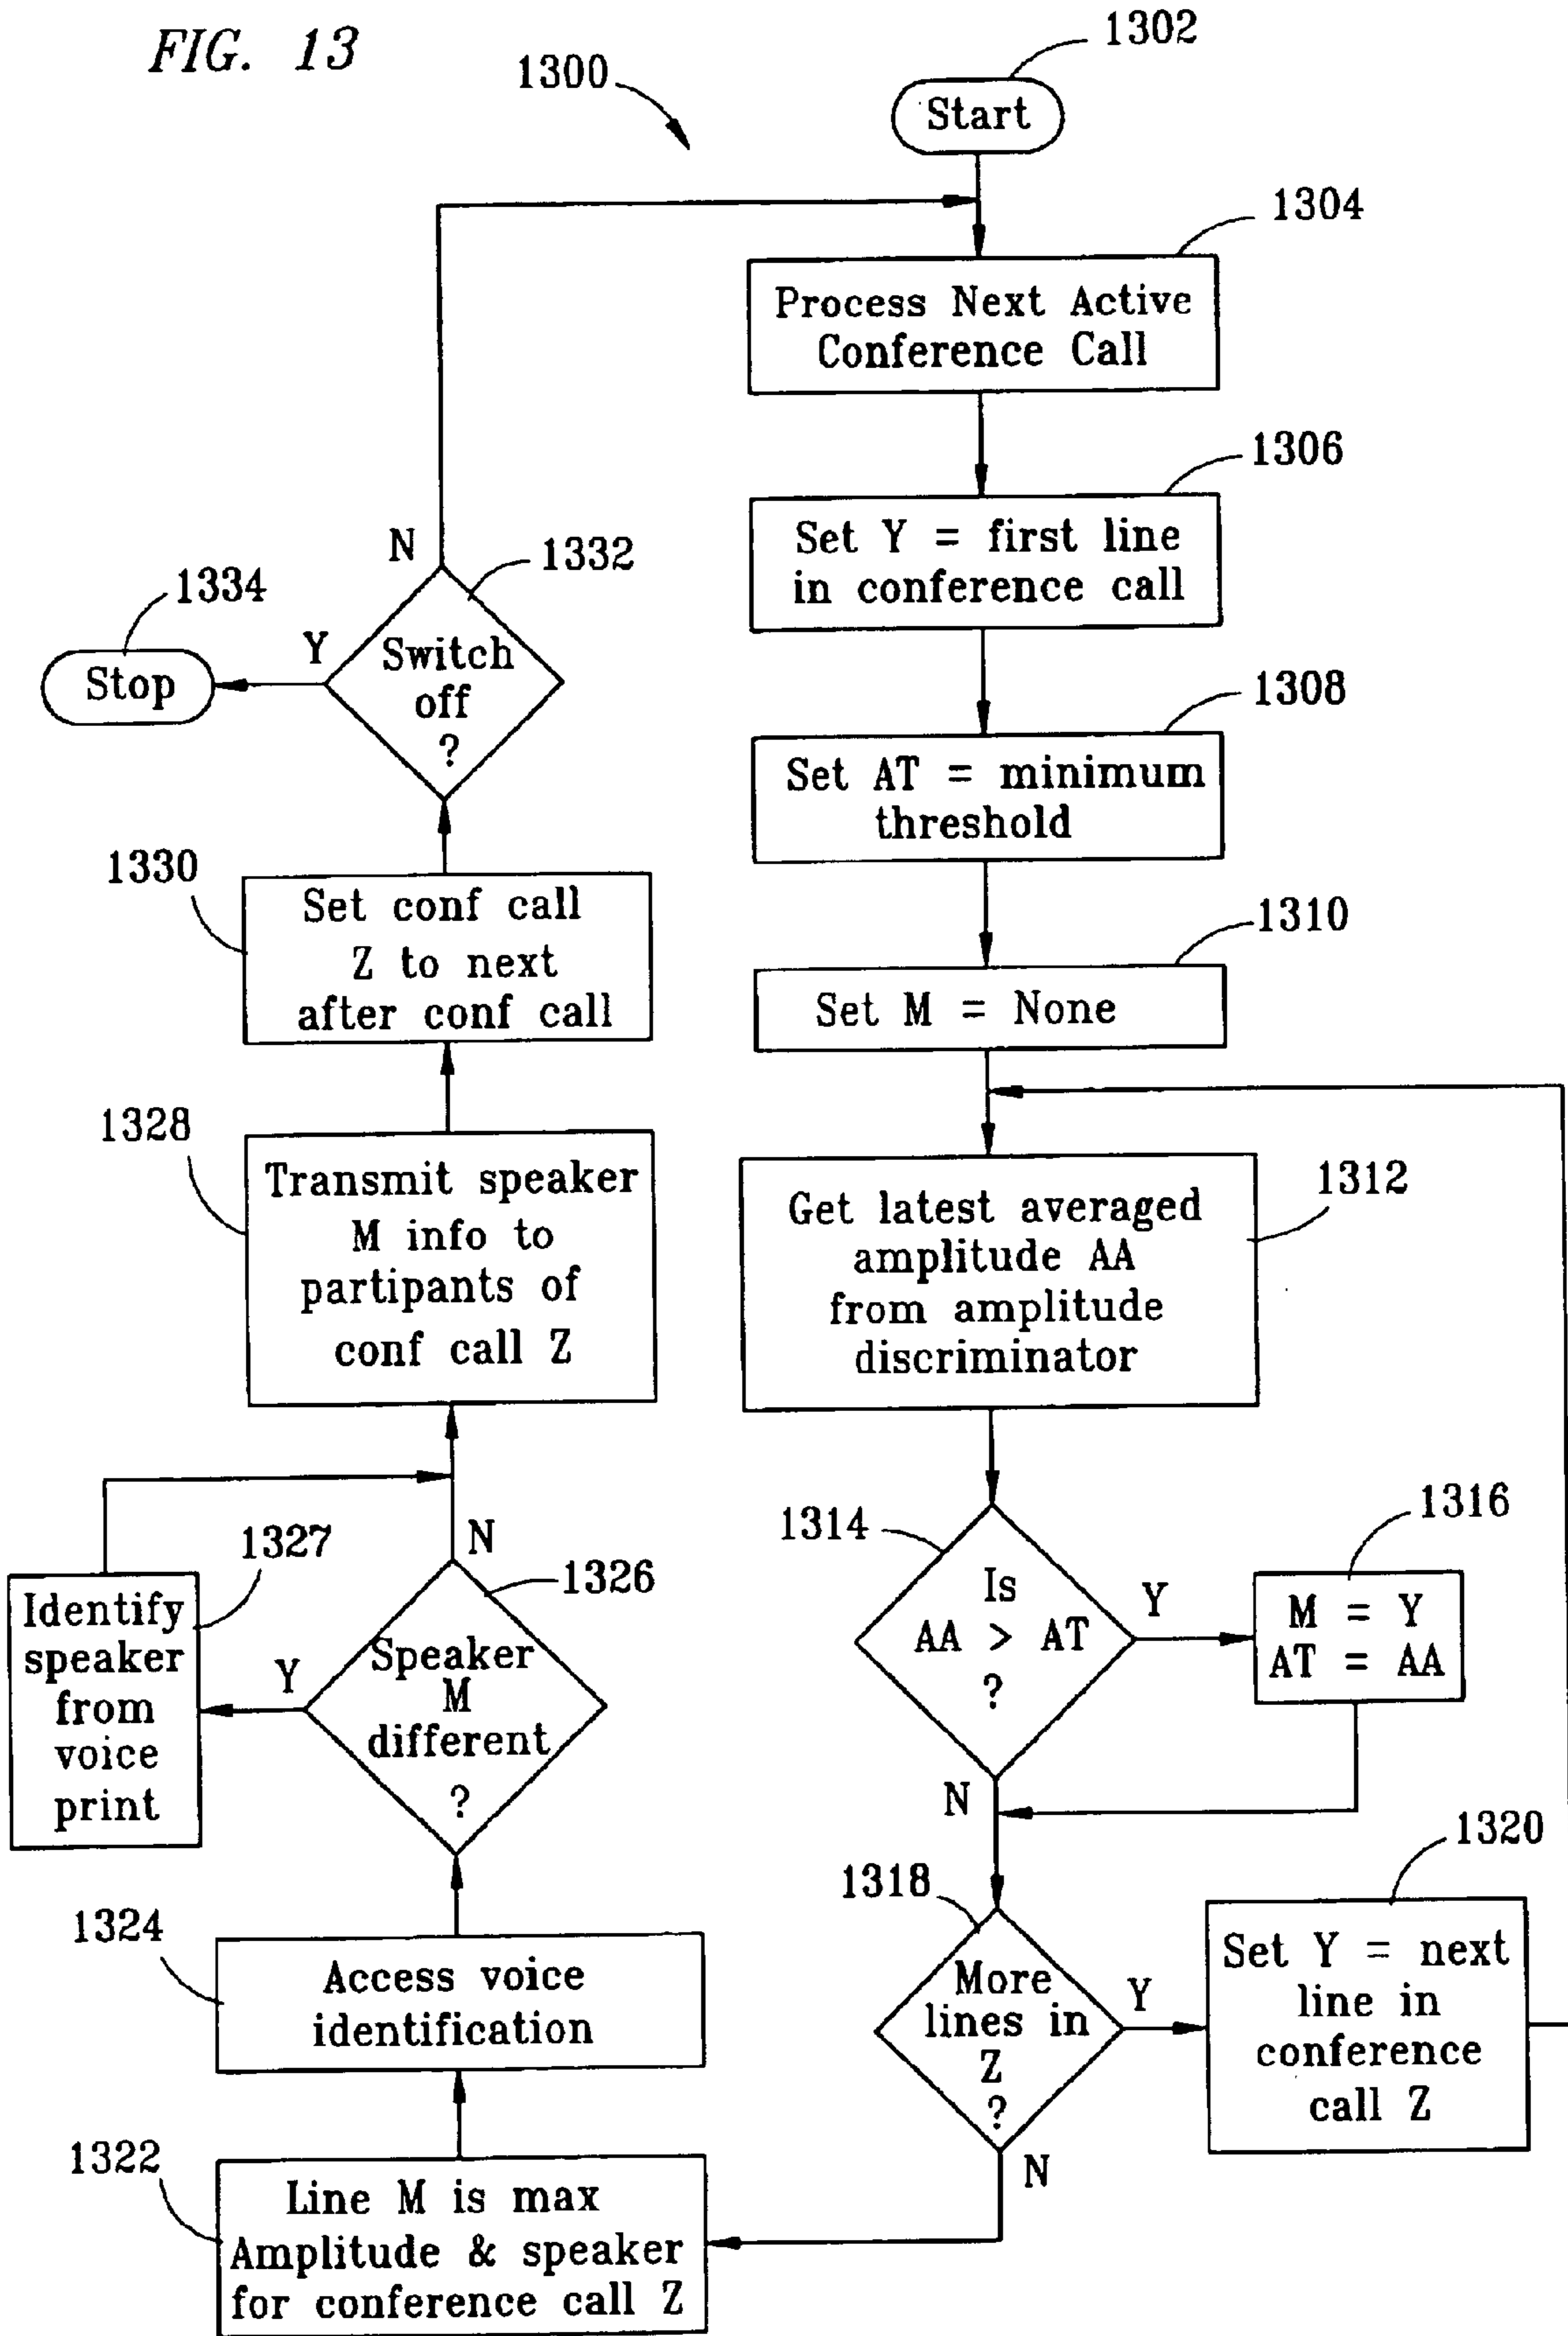 FIG. 13
1300
1302
Start
1304
Process Next Active
Conference Call
1306
Set Y = first line
in conference call
1308
Set AT = minimum
threshold
1310
Set M = None
1312
Get latest averaged
amplitude AA
from amplitude
discriminator
1314
Is
AA > AT
?
Y
N
1316
M = Y
AT = AA
1318
More
lines in
Z
?
Y
N
1320
Set Y = next
line in
conference
call Z
1322
Line M is max
Amplitude & speaker
for conference call Z
1324
Access voice
identification
1326
Speaker
M
different
?
Y
N
1327
Identify
speaker
from
voice
print
1328
Transmit speaker
M info to
partipants of
conf call Z
1330
Set conf call
Z to next
after conf call
1332
Switch
off
?
N
Y
1334
Stop